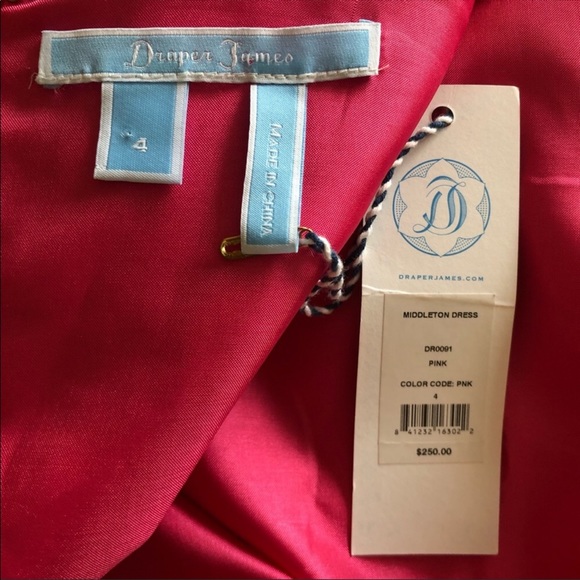 Draper James
4
MADE IN CHINA
DJ
DRAPERJAMES.COM
MIDDLETON DRESS
DR0091
PINK
COLOR CODE: PNK
4
8 41232 16302 2
$250.00